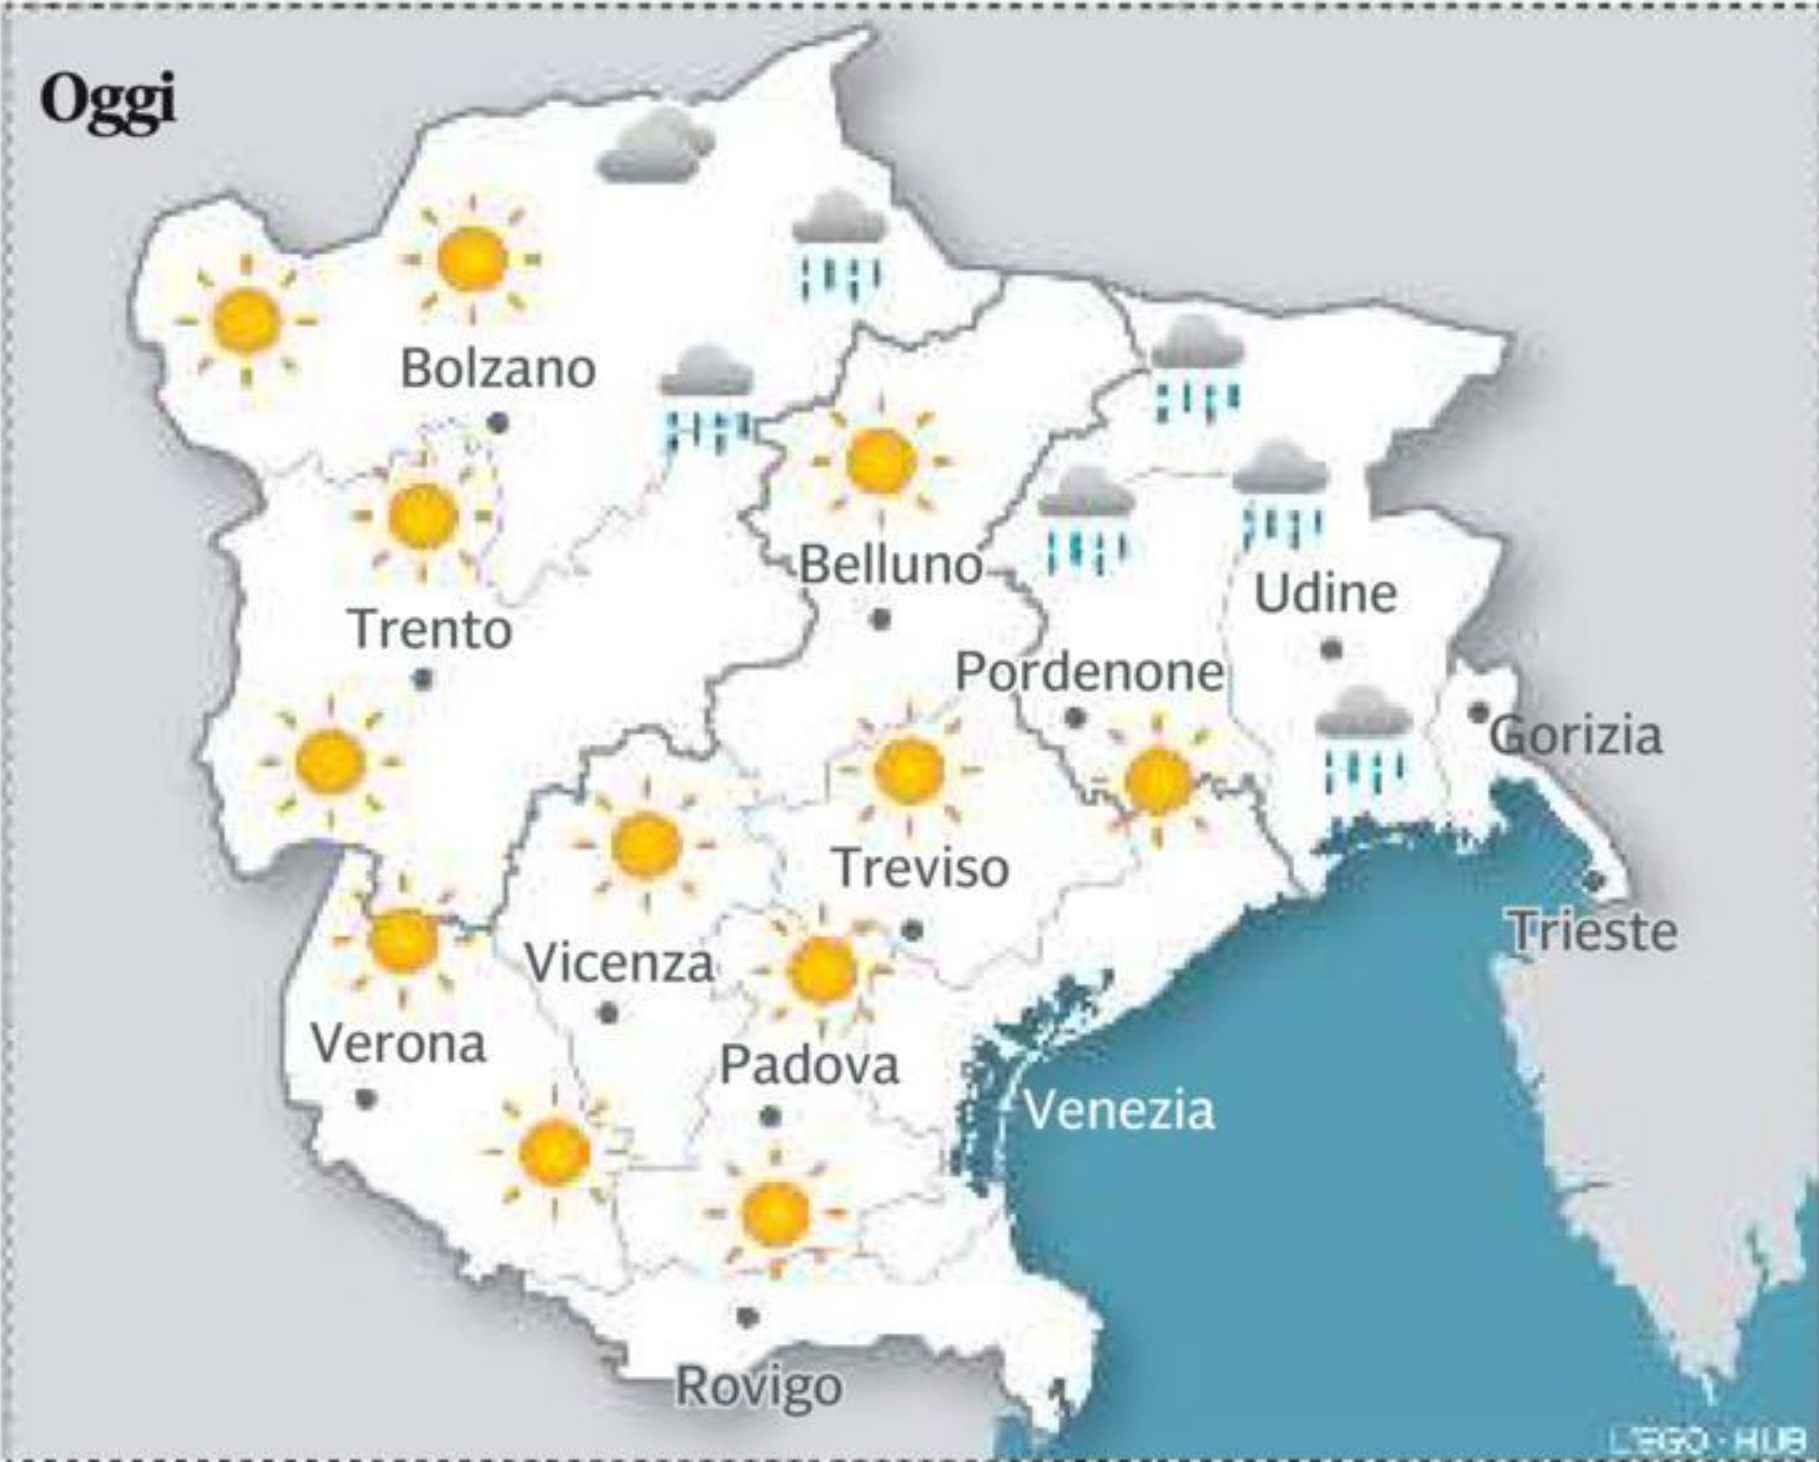 Oggi
Bolzano
Belluno
Udine
Trento
Pordenone
Gorizia
Treviso
Trieste
Vicenza
Verona
Padova
Venezia
Rovigo